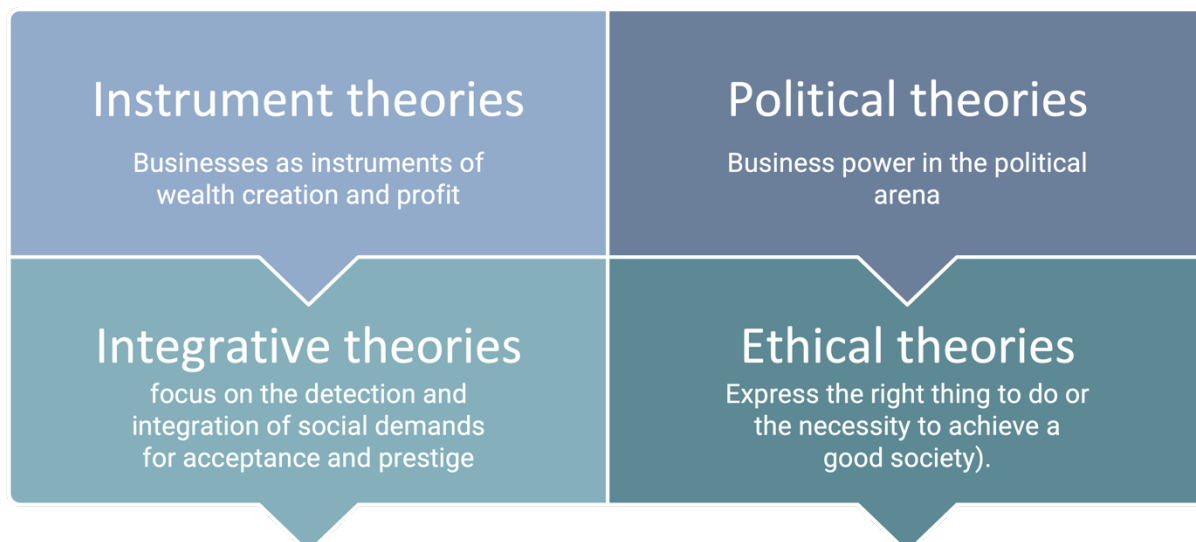 Instrument theories
Businesses as instruments of
wealth creation and profit
Political theories
Business power in the political
arena
Integrative theories
focus on the detection and
integration of social demands
for acceptance and prestige
Ethical theories
Express the right thing to do or
the necessity to achieve a
good society).